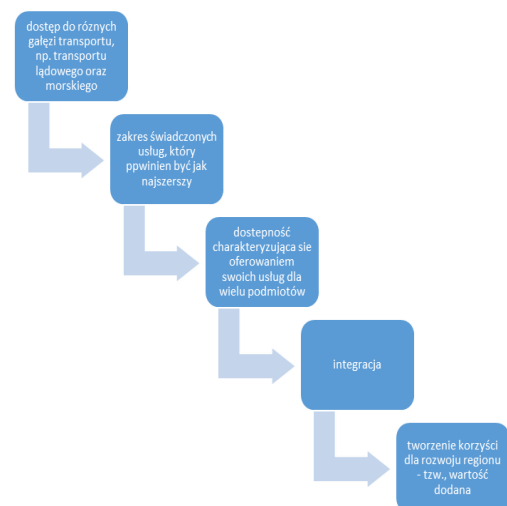 dostęp do róznych
gałęzi transportu,
np. transportu
lądowego oraz
morskiego
zakres świadczonych
usług, który
ppwinien być jak
najszerszy
dostepność
charakteryzująca sie
oferowaniem
swoich usług dla
wielu podmiotów
integracja
tworzenie korzyści
dla rozwoju regionu
- tzw., wartość
dodana